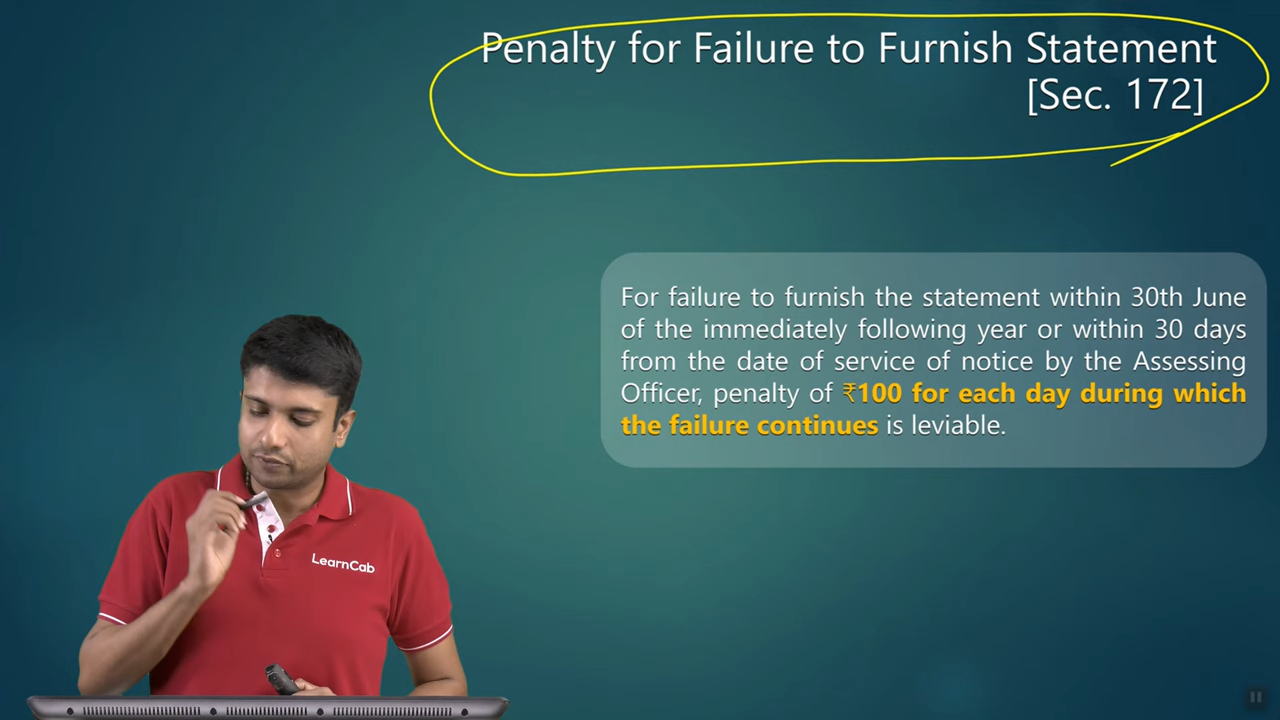 Penalty for Failure to Furnish Statement
[Sec. 172]
For failure to furnish the statement within 30th June
of the immediately following year or within 30 days
from the date of service of notice by the Assessing
Officer, penalty of ₹100 for each day during which
the failure continues is leviable.
LearnCab